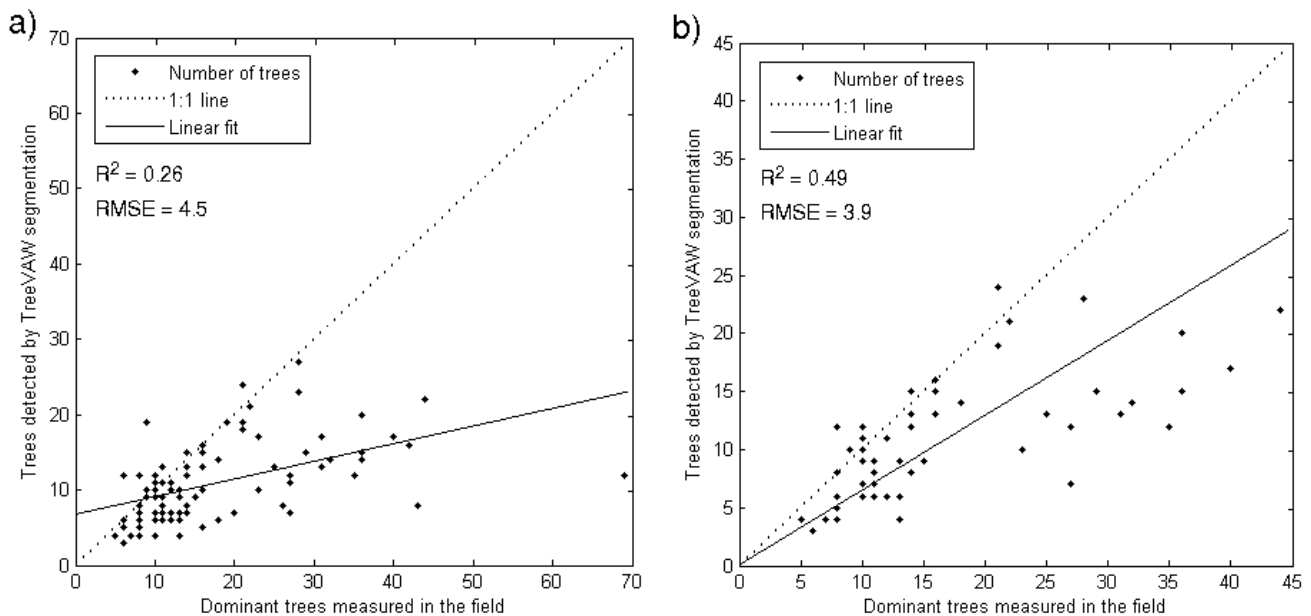 a)
Number of trees
1:1 line
Linear fit
R² = 0.26
RMSE = 4.5
70
60
50
40
30
20
10
0
0 10 20 30 40 50 60 70
Trees detected by TreeVAW segmentation
Dominant trees measured in the field
b)
Number of trees
1:1 line
Linear fit
R² = 0.49
RMSE = 3.9
45
40
35
30
25
20
15
10
5
0
0 5 10 15 20 25 30 35 40 45
Trees detected by TreeVAW segmentation
Dominant trees measured in the field